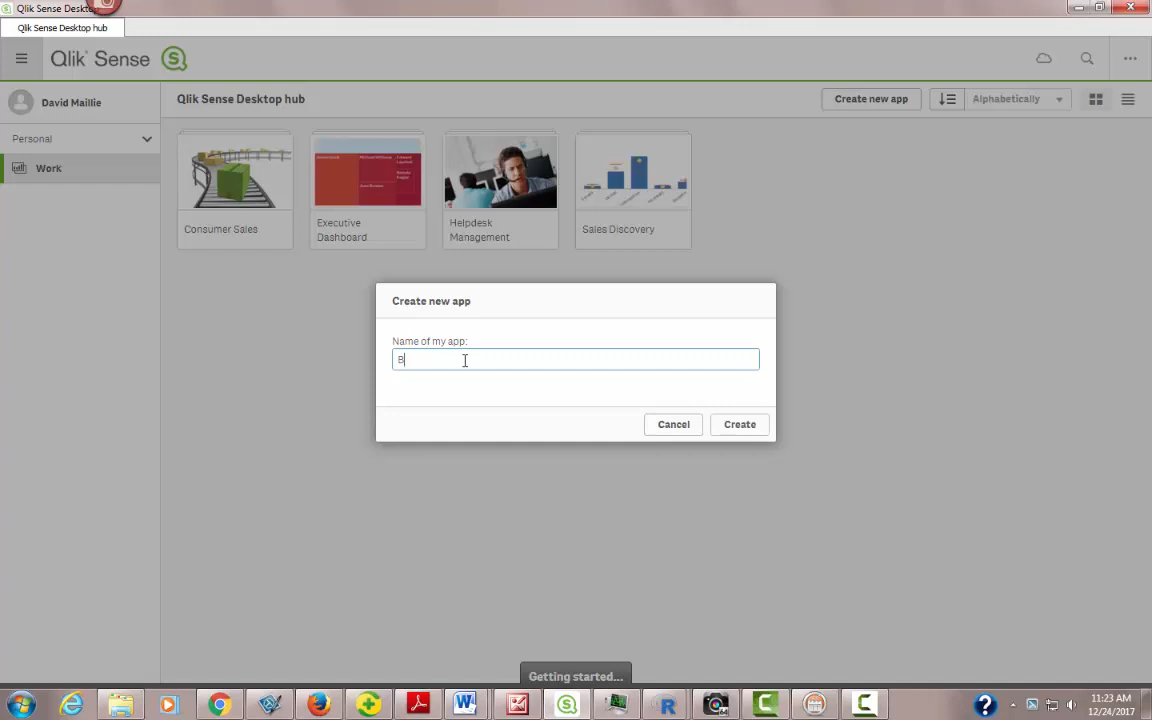 Qlik Sense Deskto
Qlik Sense Desktop hub
Qlik Sense
David Maillie
Qlik Sense Desktop hub
Create new app
Alphabetically
Personal
Work
Consumer Sales
Executive
Dashboard
Helpdesk
Management
Sales Discovery
Create new app
Name of my app:
B
Cancel
Create
Getting started...
11:23 AM
12/24/2017